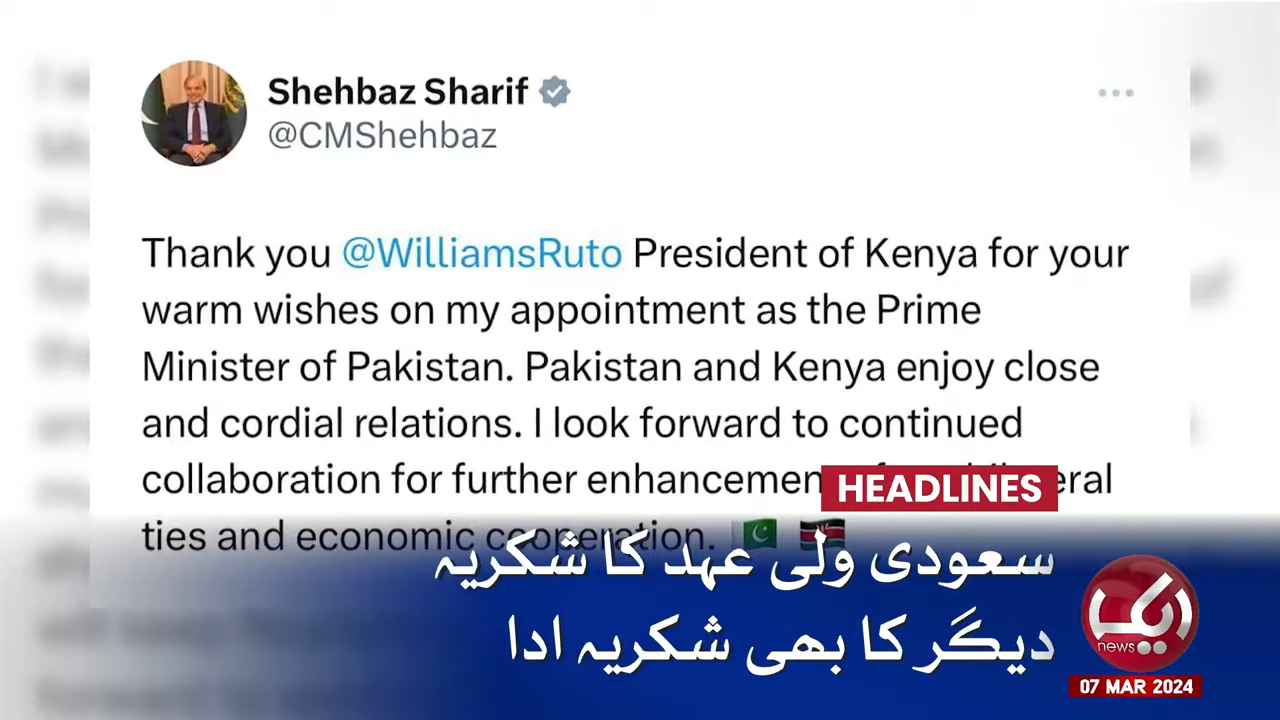 Shehbaz Sharif
@CMShehbaz
Thank you @WilliamsRuto President of Kenya for your
warm wishes on my appointment as the Prime
Minister of Pakistan. Pakistan and Kenya enjoy close
and cordial relations. I look forward to continued
collaboration for further enhancemen
ties and economic cooperation.
HEADLINES
سعودی ولی عہد کا شکریہ
دیگر کا بھی شکریہ ادا
ایک
news
07 MAR 2024